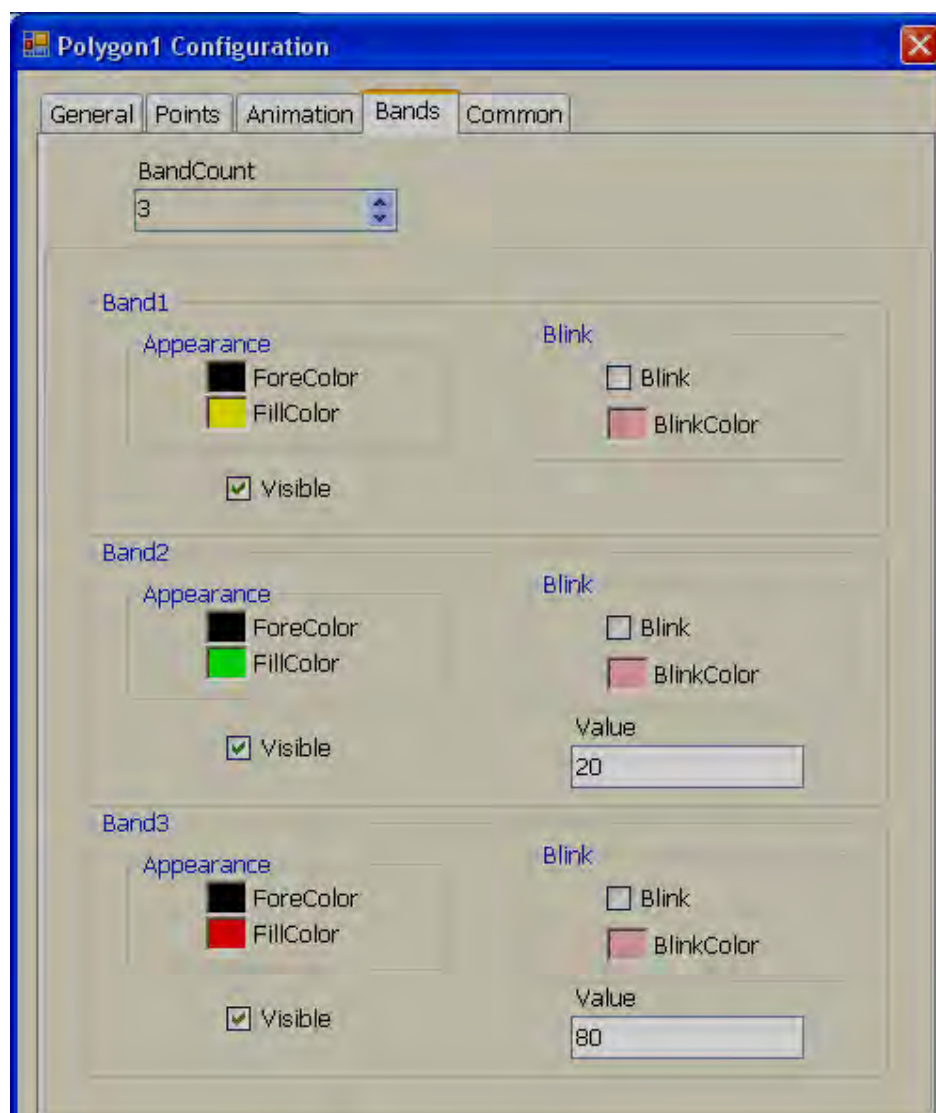 Polygon1 Configuration
General Points Animation Bands Common
BandCount
3
Band1
Appearance
ForeColor
FillColor
Visible
Blink
Blink
BlinkColor
Band2
Appearance
ForeColor
FillColor
Visible
Blink
Blink
BlinkColor
Value
20
Band3
Appearance
ForeColor
FillColor
Visible
Blink
Blink
BlinkColor
Value
80